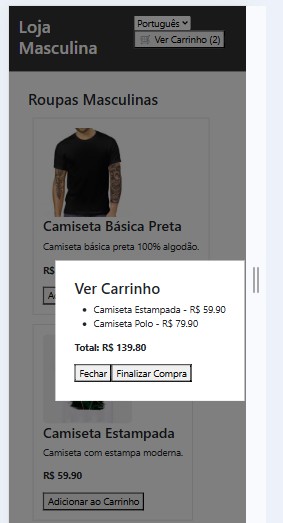 Loja
Masculina
Português
🛒 Ver Carrinho (2)
Roupas Masculinas
Camiseta Básica Preta
Camiseta básica preta 100% algodão.
R$
Ver Carrinho
• Camiseta Estampada - R$ 59.90
• Camiseta Polo - R$ 79.90
Total: R$ 139.80
Fechar Finalizar Compra
Camiseta Estampada
Camiseta com estampa moderna.
R$ 59.90
Adicionar ao Carrinho